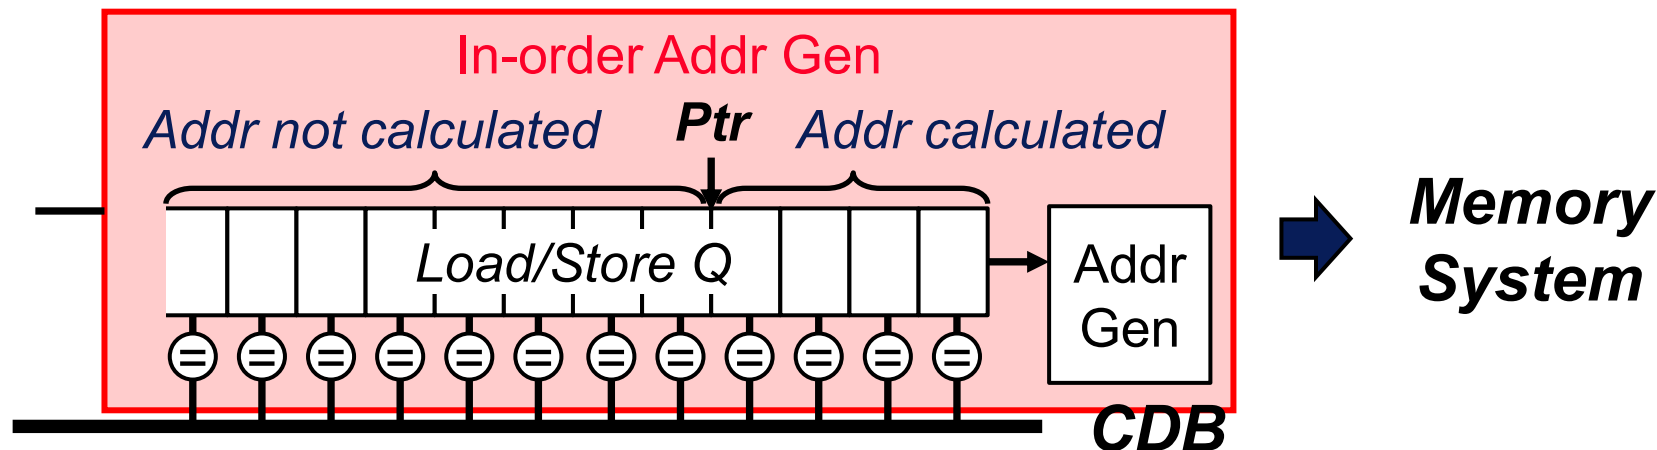 In-order Addr Gen
Addr not calculated
Ptr
Addr calculated
Load/Store Q
Addr
Gen
Memory
System
CDB